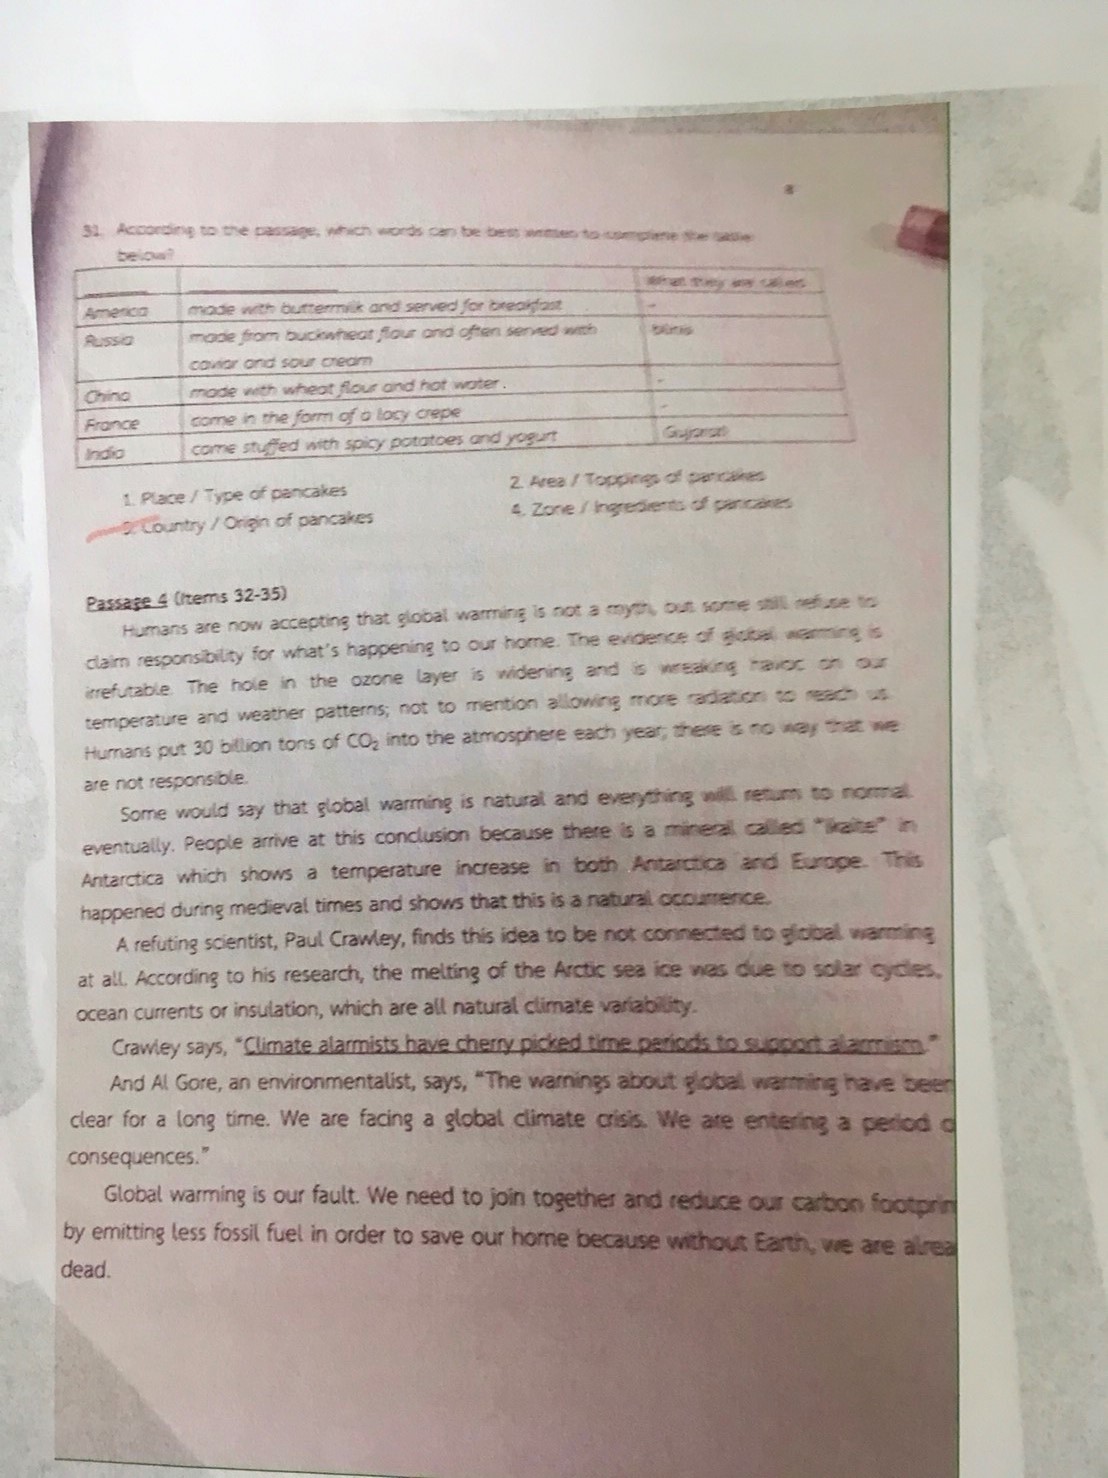 8
31. According to the passage, which words can be best written to complete the table
below?
What they are called
America made with buttermilk and served for breakfast -
Russia made from buckwheat flour and often served with blinis
caviar and sour cream
China made with wheat flour and hot water. -
France come in the form of a lacy crepe -
India come stuffed with spicy potatoes and yogurt Gujarati
1. Place / Type of pancakes 2. Area / Toppings of pancakes
3. Country / Origin of pancakes 4. Zone / Ingredients of pancakes
Passage 4 (Items 32-35)
Humans are now accepting that global warming is not a myth, but some still refuse to
claim responsibility for what's happening to our home. The evidence of global warming is
irrefutable. The hole in the ozone layer is widening and is wreaking havoc on our
temperature and weather patterns; not to mention allowing more radiation to reach us.
Humans put 30 billion tons of CO₂ into the atmosphere each year; there is no way that we
are not responsible.
Some would say that global warming is natural and everything will return to normal
eventually. People arrive at this conclusion because there is a mineral called "ikaite" in
Antarctica which shows a temperature increase in both Antarctica and Europe. This
happened during medieval times and shows that this is a natural occurrence.
A refuting scientist, Paul Crawley, finds this idea to be not connected to global warming
at all. According to his research, the melting of the Arctic sea ice was due to solar cycles,
ocean currents or insulation, which are all natural climate variability.
Crawley says, "Climate alarmists have cherry picked time periods to support alarmism."
And Al Gore, an environmentalist, says, "The warnings about global warming have been
clear for a long time. We are facing a global climate crisis. We are entering a period o
consequences."
Global warming is our fault. We need to join together and reduce our carbon footprin
by emitting less fossil fuel in order to save our home because without Earth, we are alrea
dead.